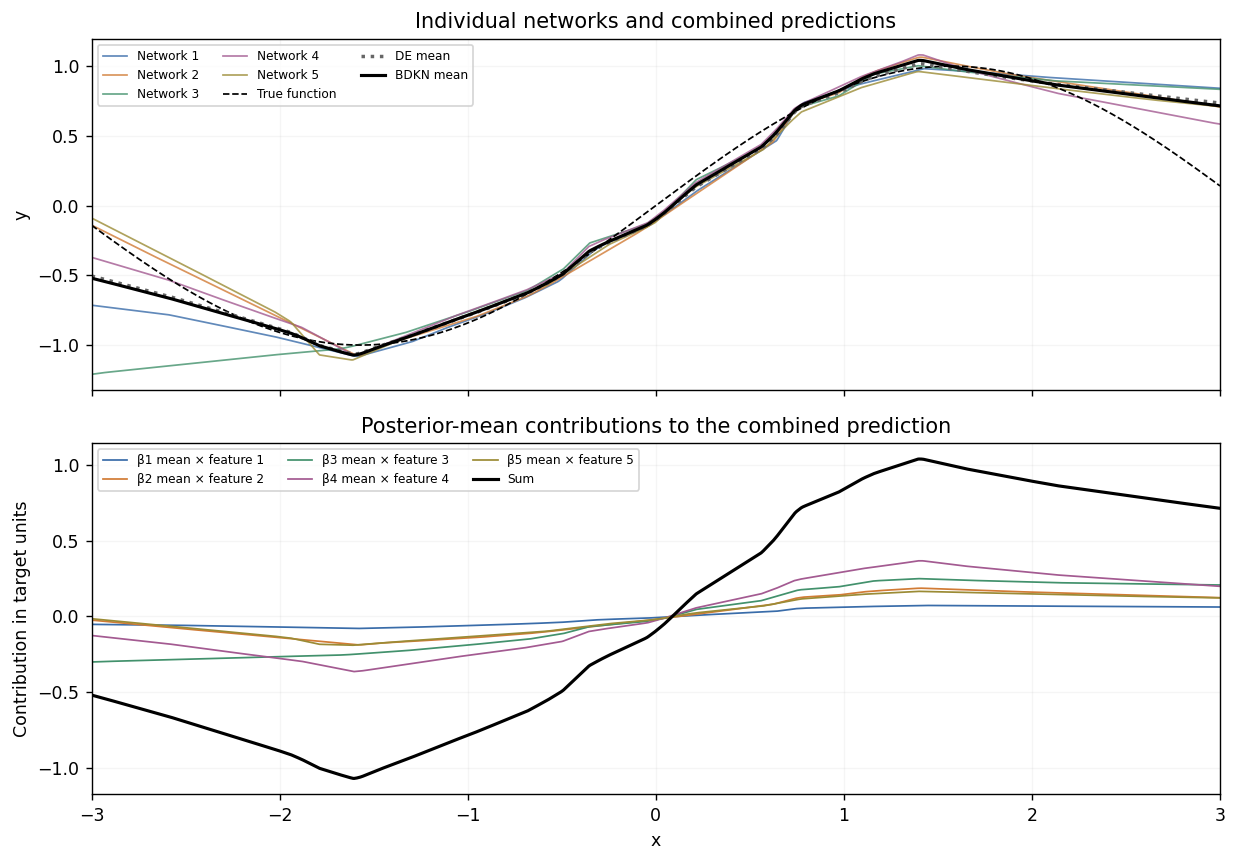 Individual networks and combined predictions
Network 1 Network 4 DE mean
Network 2 Network 5 BDKN mean
Network 3 True function
1.0
0.5
0.0
−0.5
−1.0
y
Posterior-mean contributions to the combined prediction
β1 mean × feature 1 β3 mean × feature 3 β5 mean × feature 5
β2 mean × feature 2 β4 mean × feature 4 Sum
1.0
0.5
0.0
−0.5
−1.0
Contribution in target units
−3 −2 −1 0 1 2 3
x